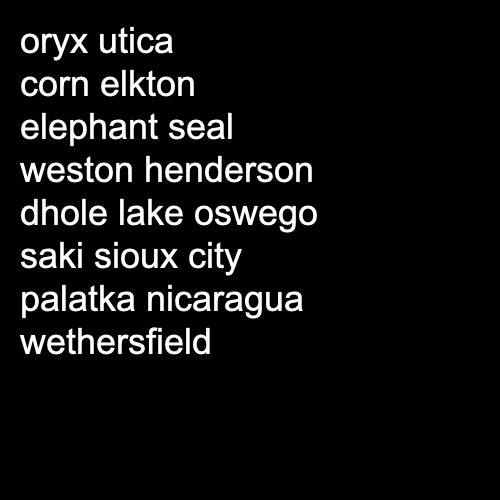 oryx utica
corn elkton
elephant seal
weston henderson
dhole lake oswego
saki sioux city
palatka nicaragua
wethersfield